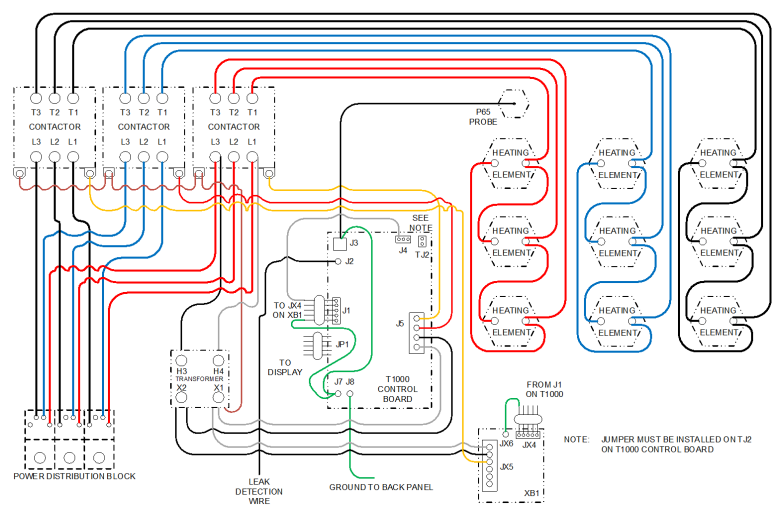 T3 T2 T1
CONTACTOR
L3 L2 L1
T3 T2 T1
CONTACTOR
L3 L2 L1
T3 T2 T1
CONTACTOR
L3 L2 L1
P65
PROBE
HEATING
ELEMENT
HEATING
ELEMENT
HEATING
ELEMENT
HEATING
ELEMENT
HEATING
ELEMENT
HEATING
ELEMENT
HEATING
ELEMENT
HEATING
ELEMENT
HEATING
ELEMENT
SEE
NOTE
J3
J4
TJ2
J2
TO JX4
ON XB1
J1
J5
JP1
TO
DISPLAY
J7 J8
T1000
CONTROL
BOARD
H3 H4
TRANSFORMER
X2 X1
FROM J1
ON T1000
JX6
JX4
JX5
XB1
NOTE: JUMPER MUST BE INSTALLED ON TJ2
ON T1000 CONTROL BOARD
POWER DISTRIBUTION BLOCK
LEAK
DETECTION
WIRE
GROUND TO BACK PANEL